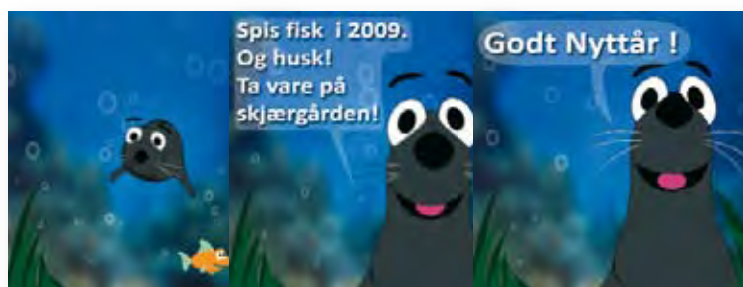 Spis fisk i 2009.
Og husk!
Ta vare på
skjærgården!
Godt Nyttår !